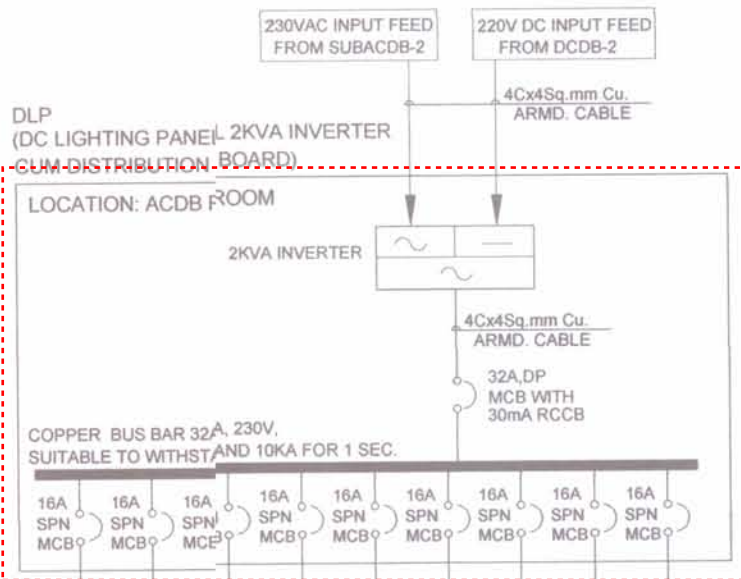 230VAC INPUT FEED
FROM SUBACDB-2
220V DC INPUT FEED
FROM DCDB-2
4Cx4Sq.mm Cu.
ARMD. CABLE
DLP
(DC LIGHTING PANEL 2KVA INVERTER
CUM DISTRIBUTION BOARD)
LOCATION: ACDB ROOM
2KVA INVERTER
4Cx4Sq.mm Cu.
ARMD. CABLE
32A,DP
MCB WITH
30mA RCCB
COPPER BUS BAR 32A, 230V,
SUITABLE TO WITHSTAND 10KA FOR 1 SEC.
16A
SPN
MCB
16A
SPN
MCB
16A
SPN
MCB
16A
SPN
MCB
16A
SPN
MCB
16A
SPN
MCB
16A
SPN
MCB
16A
SPN
MCB
16A
SPN
MCB